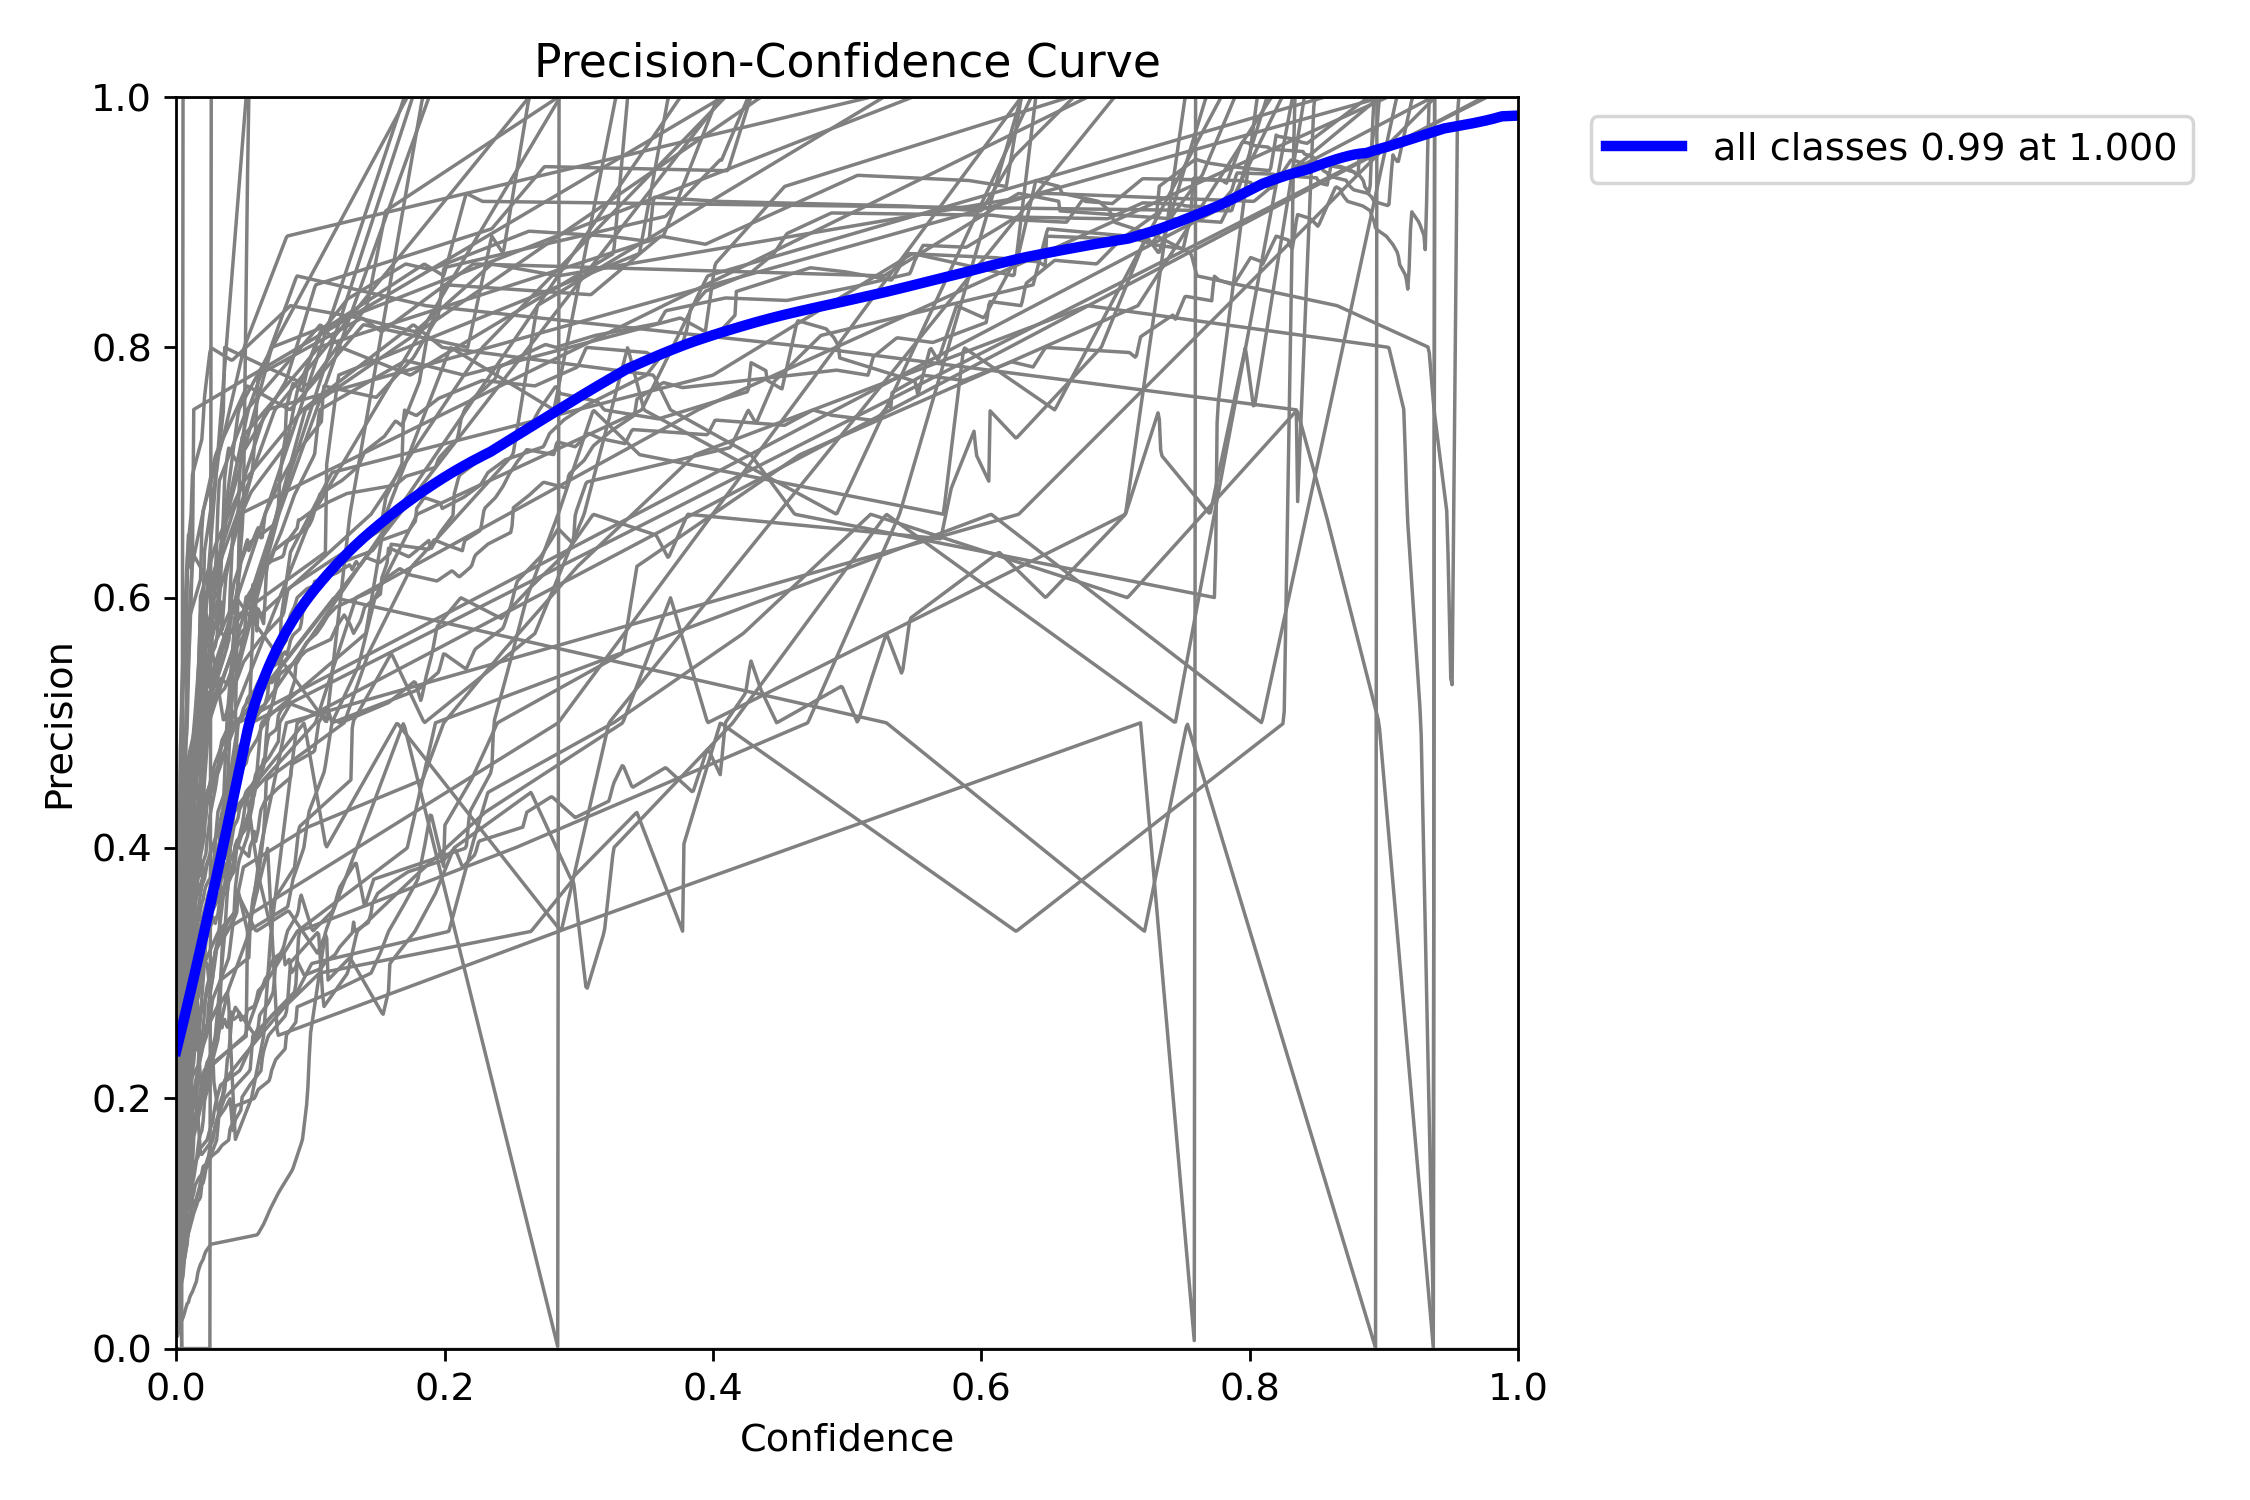 Precision-Confidence Curve
all classes 0.99 at 1.000
1.0
0.8
0.6
0.4
0.2
0.0
Precision
0.0 0.2 0.4 0.6 0.8 1.0
Confidence